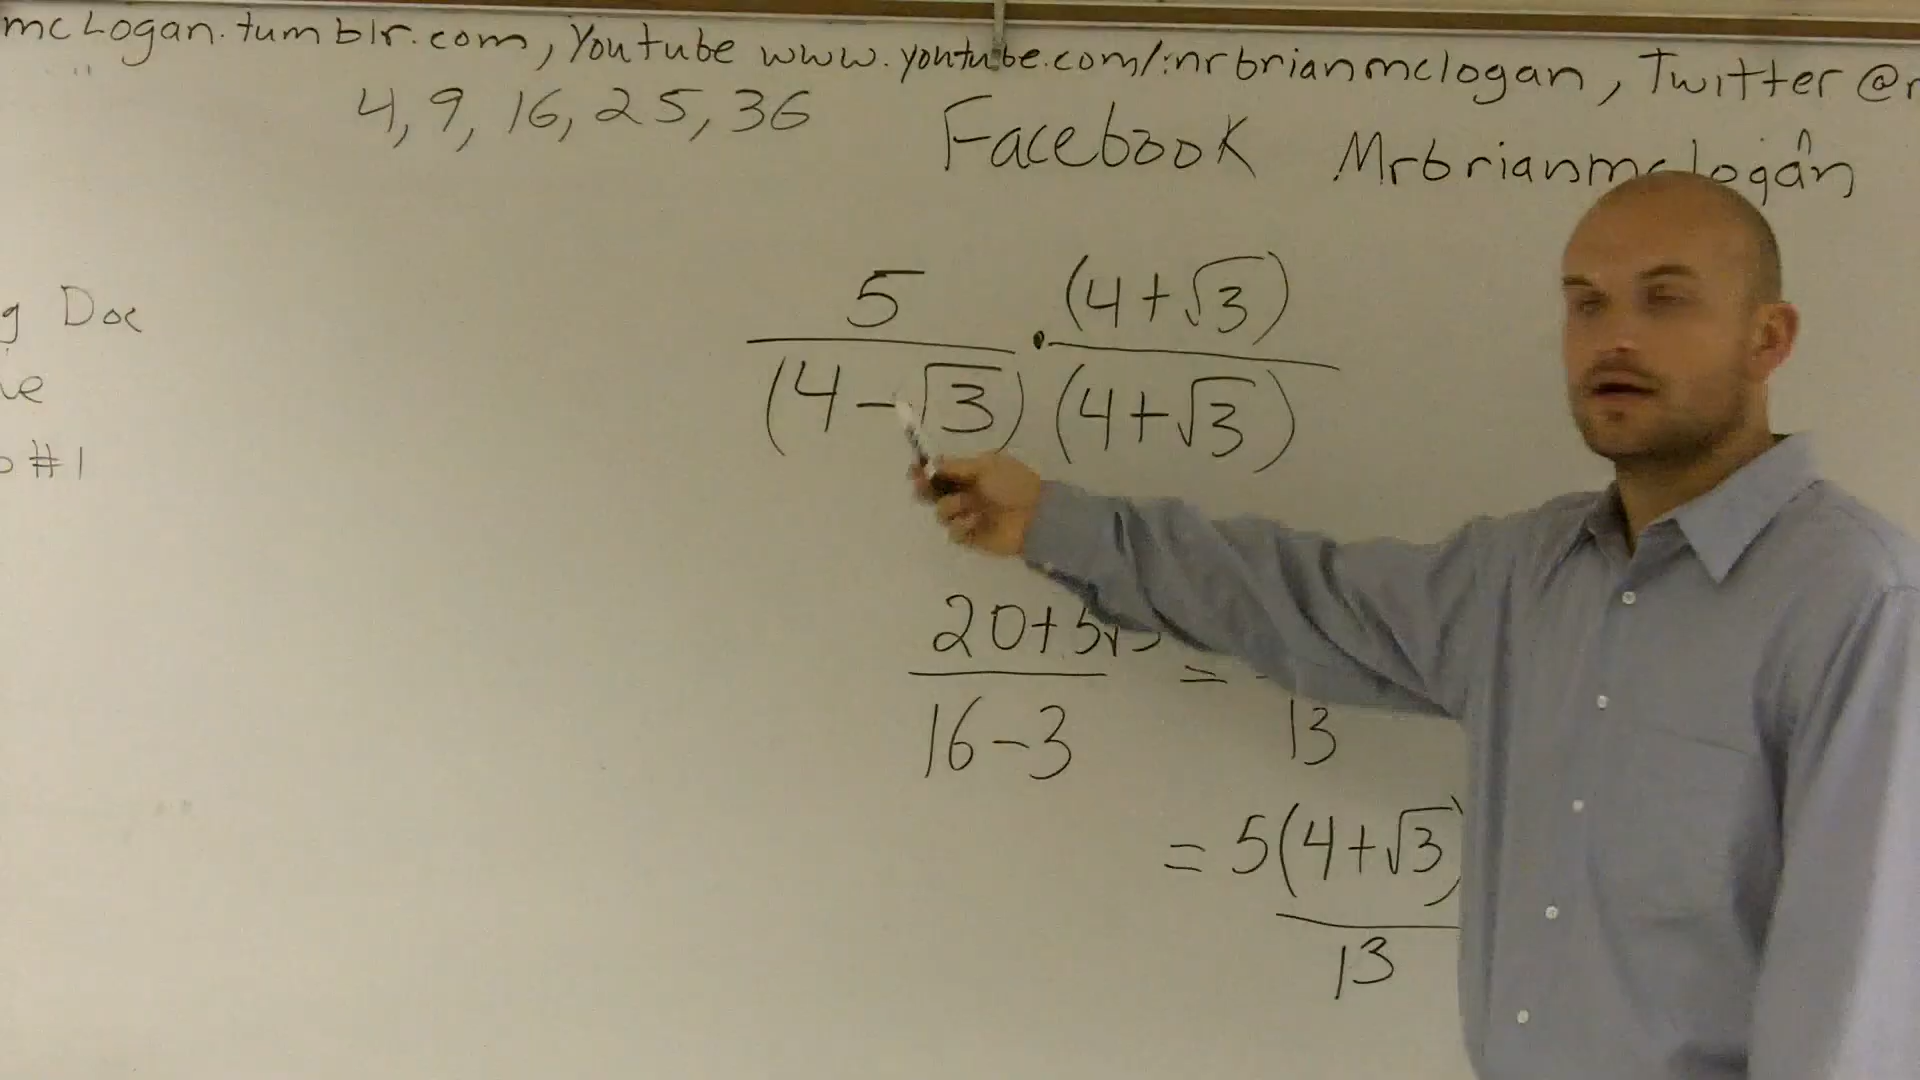 mcLogan.tumblr.com, Youtube www.youtube.com/mrbrianmclogan, Twitter @
4, 9, 16, 25, 36
Facebook Mrbrianmclogan
g Doc
#1
5 · (4+√3)
(4-√3) (4+√3)
20+5√3 =
16-3 13
= 5(4+√3)
13